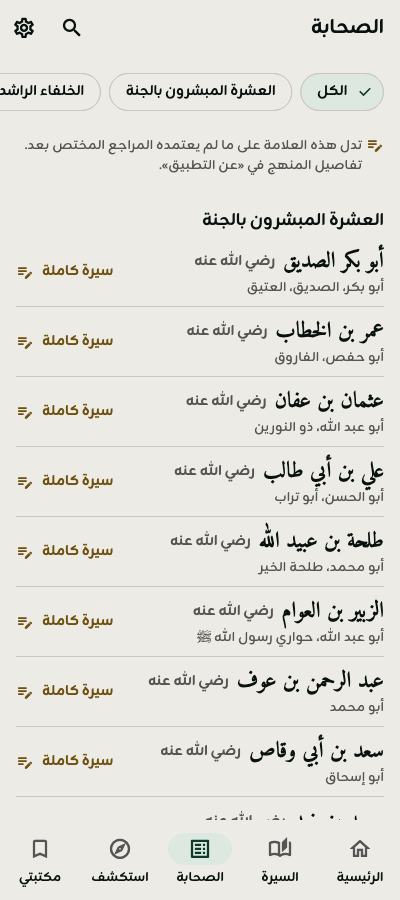 الصحابة
الكل
العشرة المبشرون بالجنة
الخلفاء الراشد
تدل هذه العلامة على ما لم يعتمده المراجع المختص بعد.
تفاصيل المنهج في «عن التطبيق».
العشرة المبشرون بالجنة
أبو بكر الصديق رضي الله عنه
أبو بكر، الصديق، العتيق
سيرة كاملة
عمر بن الخطاب رضي الله عنه
أبو حفص، الفاروق
سيرة كاملة
عثمان بن عفان رضي الله عنه
أبو عبد الله، ذو النورين
سيرة كاملة
علي بن أبي طالب رضي الله عنه
أبو الحسن، أبو تراب
سيرة كاملة
طلحة بن عبيد الله رضي الله عنه
أبو محمد، طلحة الخير
سيرة كاملة
الزبير بن العوام رضي الله عنه
أبو عبد الله، حواري رسول الله ﷺ
سيرة كاملة
عبد الرحمن بن عوف رضي الله عنه
أبو محمد
سيرة كاملة
سعد بن أبي وقاص رضي الله عنه
أبو إسحاق
سيرة كاملة
الرئيسية
السيرة
الصحابة
استكشف
مكتبتي